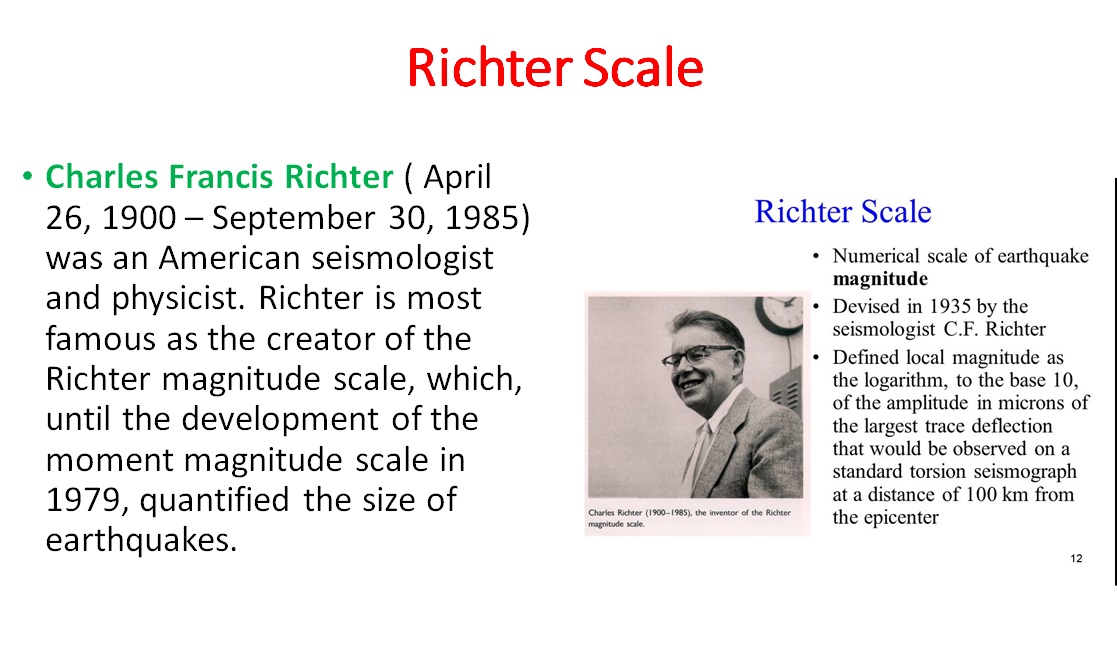 Richter Scale
• Charles Francis Richter ( April
26, 1900 – September 30, 1985)
was an American seismologist
and physicist. Richter is most
famous as the creator of the
Richter magnitude scale, which,
until the development of the
moment magnitude scale in
1979, quantified the size of
earthquakes.
Richter Scale
• Numerical scale of earthquake
magnitude
• Devised in 1935 by the
seismologist C.F. Richter
• Defined local magnitude as
the logarithm, to the base 10,
of the amplitude in microns of
the largest trace deflection
that would be observed on a
standard torsion seismograph
at a distance of 100 km from
the epicenter
Charles Richter (1900–1985), the inventor of the Richter
magnitude scale.
12